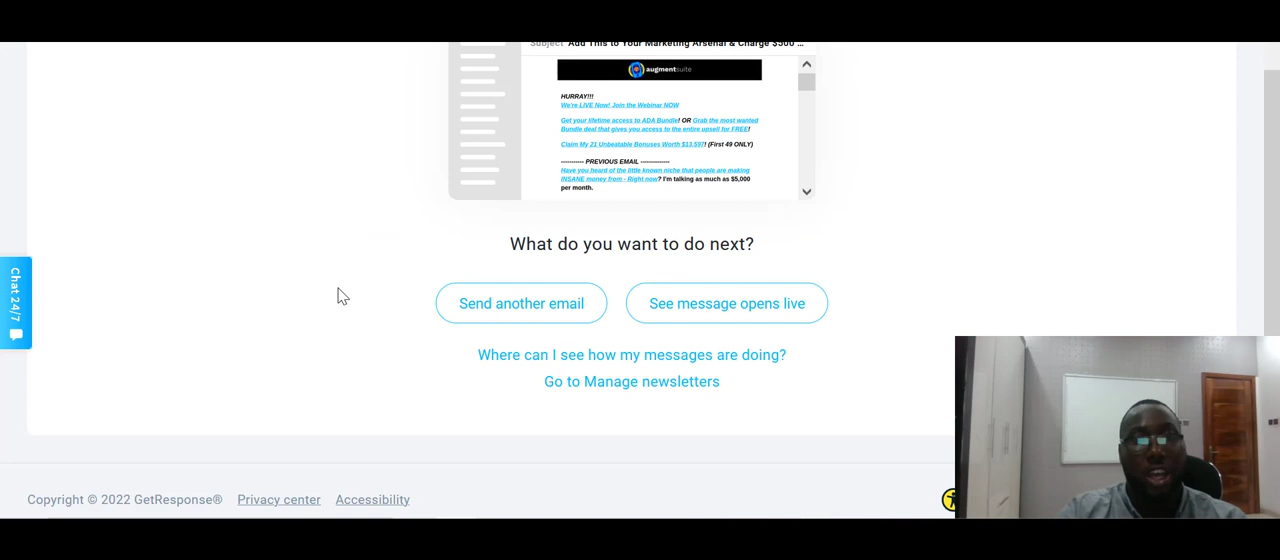 Subject Add This to Your Marketing Arsenal & Charge $500 ...
augmentsuite
HURRAY!!!
We're LIVE Now! Join the Webinar NOW
Get your lifetime access to ADA Bundle! OR Grab the most wanted
Bundle deal that gives you access to the entire upsell for FREE!
Claim My 21 Unbeatable Bonuses Worth $13,597! (First 49 ONLY)
----------- PREVIOUS EMAIL --------------
Have you heard of the little known niche that people are making
INSANE money from - Right now? I'm talking as much as $5,000
per month.
What do you want to do next?
Send another email
See message opens live
Where can I see how my messages are doing?
Go to Manage newsletters
Chat 24/7
Copyright © 2022 GetResponse® Privacy center Accessibility